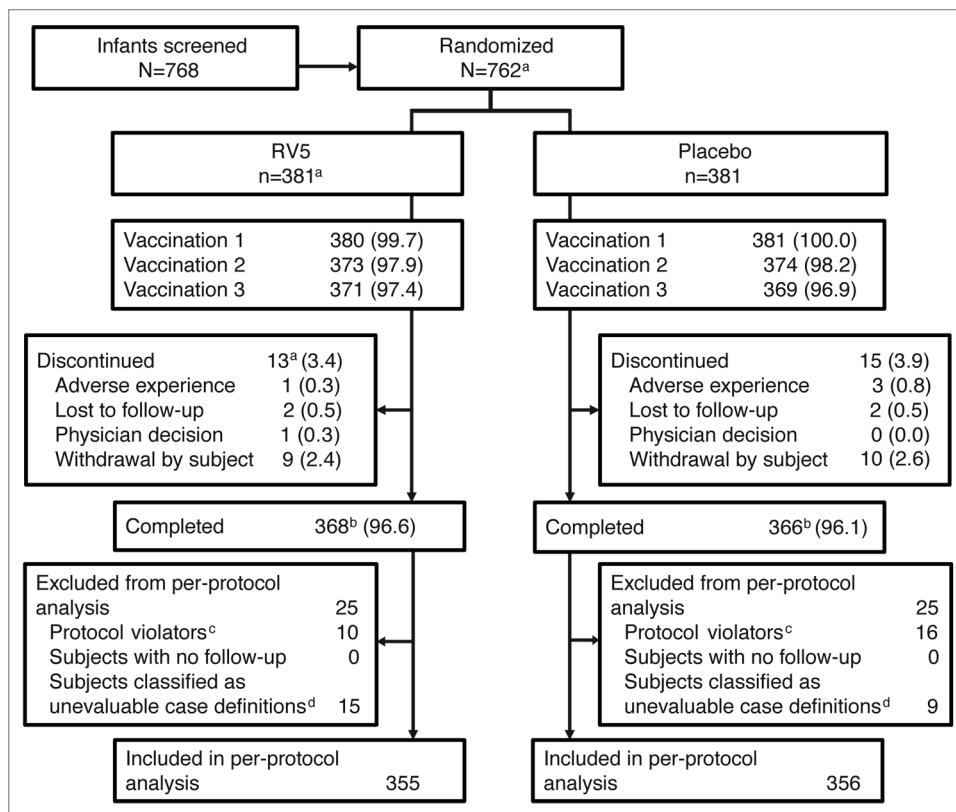 Infants screened
N=768
Randomized
N=762ᵃ
RV5
n=381ᵃ
Placebo
n=381
Vaccination 1 380 (99.7)
Vaccination 2 373 (97.9)
Vaccination 3 371 (97.4)
Vaccination 1 381 (100.0)
Vaccination 2 374 (98.2)
Vaccination 3 369 (96.9)
Discontinued 13ᵃ (3.4)
Adverse experience 1 (0.3)
Lost to follow-up 2 (0.5)
Physician decision 1 (0.3)
Withdrawal by subject 9 (2.4)
Discontinued 15 (3.9)
Adverse experience 3 (0.8)
Lost to follow-up 2 (0.5)
Physician decision 0 (0.0)
Withdrawal by subject 10 (2.6)
Completed 368ᵇ (96.6)
Completed 366ᵇ (96.1)
Excluded from per-protocol
analysis 25
Protocol violatorsᶜ 10
Subjects with no follow-up 0
Subjects classified as
unevaluable case definitionsᵈ 15
Excluded from per-protocol
analysis 25
Protocol violatorsᶜ 16
Subjects with no follow-up 0
Subjects classified as
unevaluable case definitionsᵈ 9
Included in per-protocol
analysis 355
Included in per-protocol
analysis 356